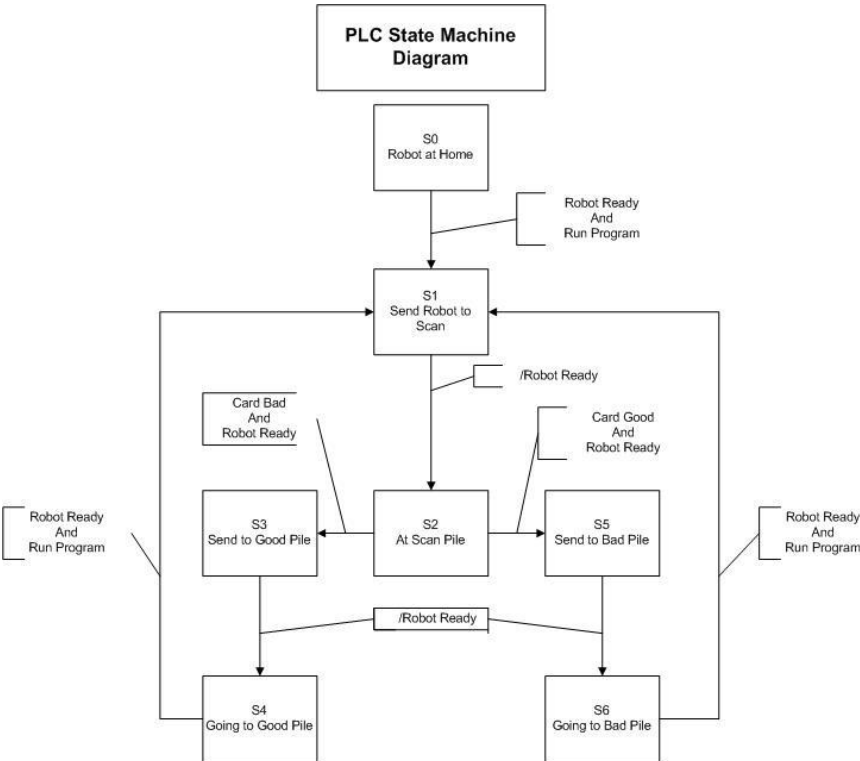 PLC State Machine
Diagram
S0
Robot at Home
Robot Ready
And
Run Program
S1
Send Robot to
Scan
/Robot Ready
Card Bad
And
Robot Ready
Card Good
And
Robot Ready
Robot Ready
And
Run Program
S3
Send to Good Pile
S2
At Scan Pile
S5
Send to Bad Pile
Robot Ready
And
Run Program
/Robot Ready
S4
Going to Good Pile
S6
Going to Bad Pile